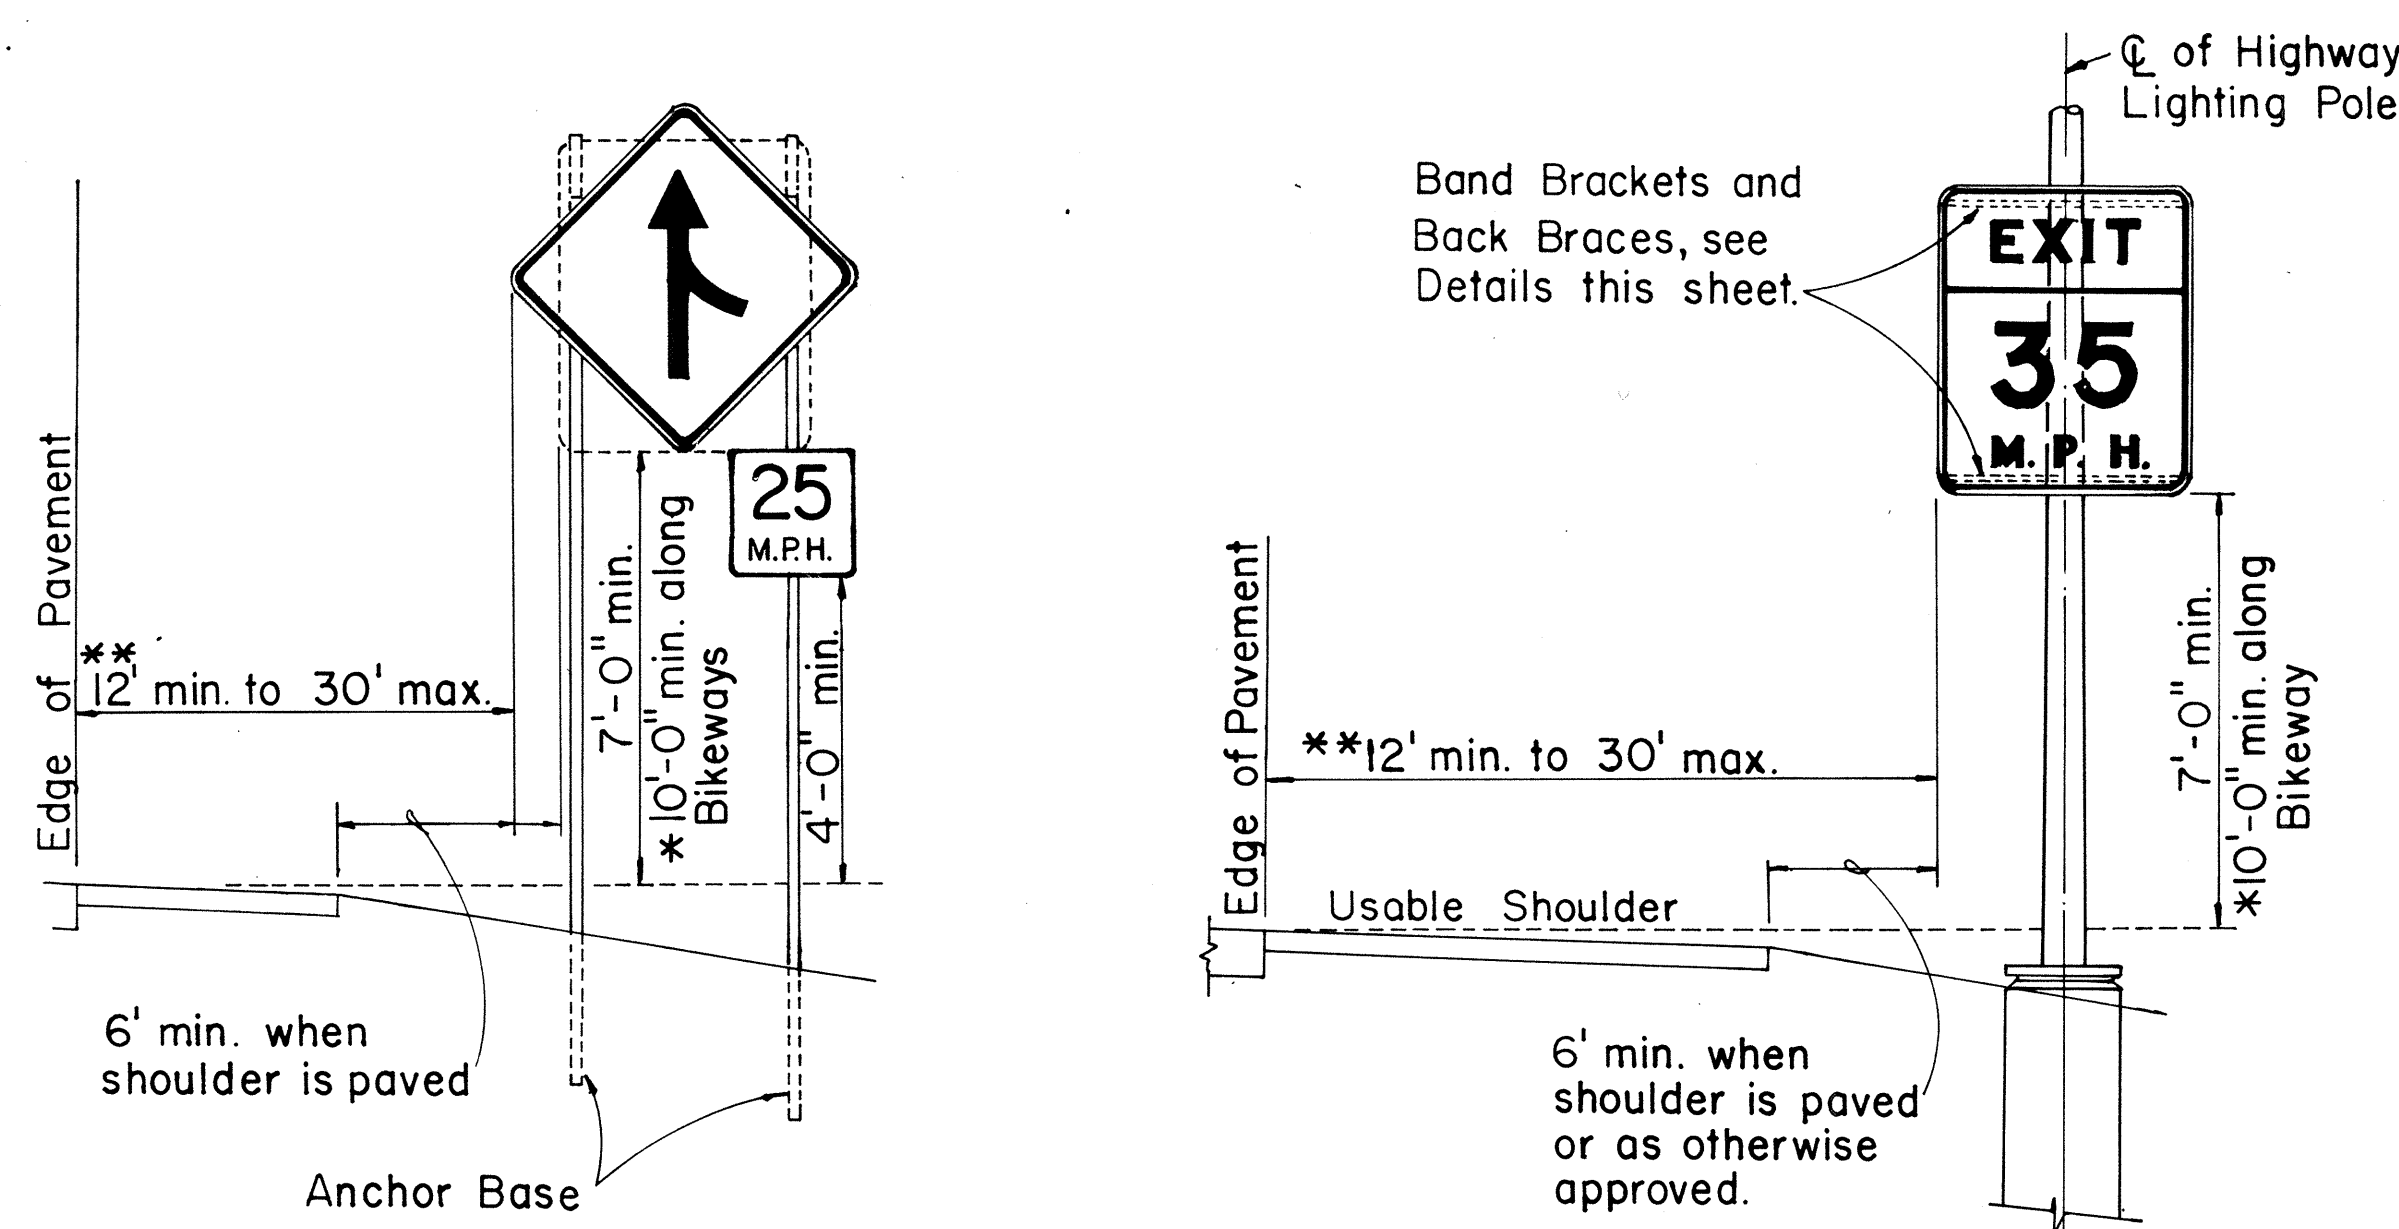 Edge of Pavement
**
12' min. to 30' max.
25
M.P.H.
7'-0" min.
*10'-0" min. along
Bikeways
4'-0" min.
6' min. when
shoulder is paved
Anchor Base
℄ of Highway
Lighting Pole
Band Brackets and
Back Braces, see
Details this sheet.
EXIT
35
M.P.H.
Edge of Pavement
**12' min. to 30' max.
7'-0" min.
*10'-0" min. along
Bikeway
Usable Shoulder
6' min. when
shoulder is paved
or as otherwise
approved.